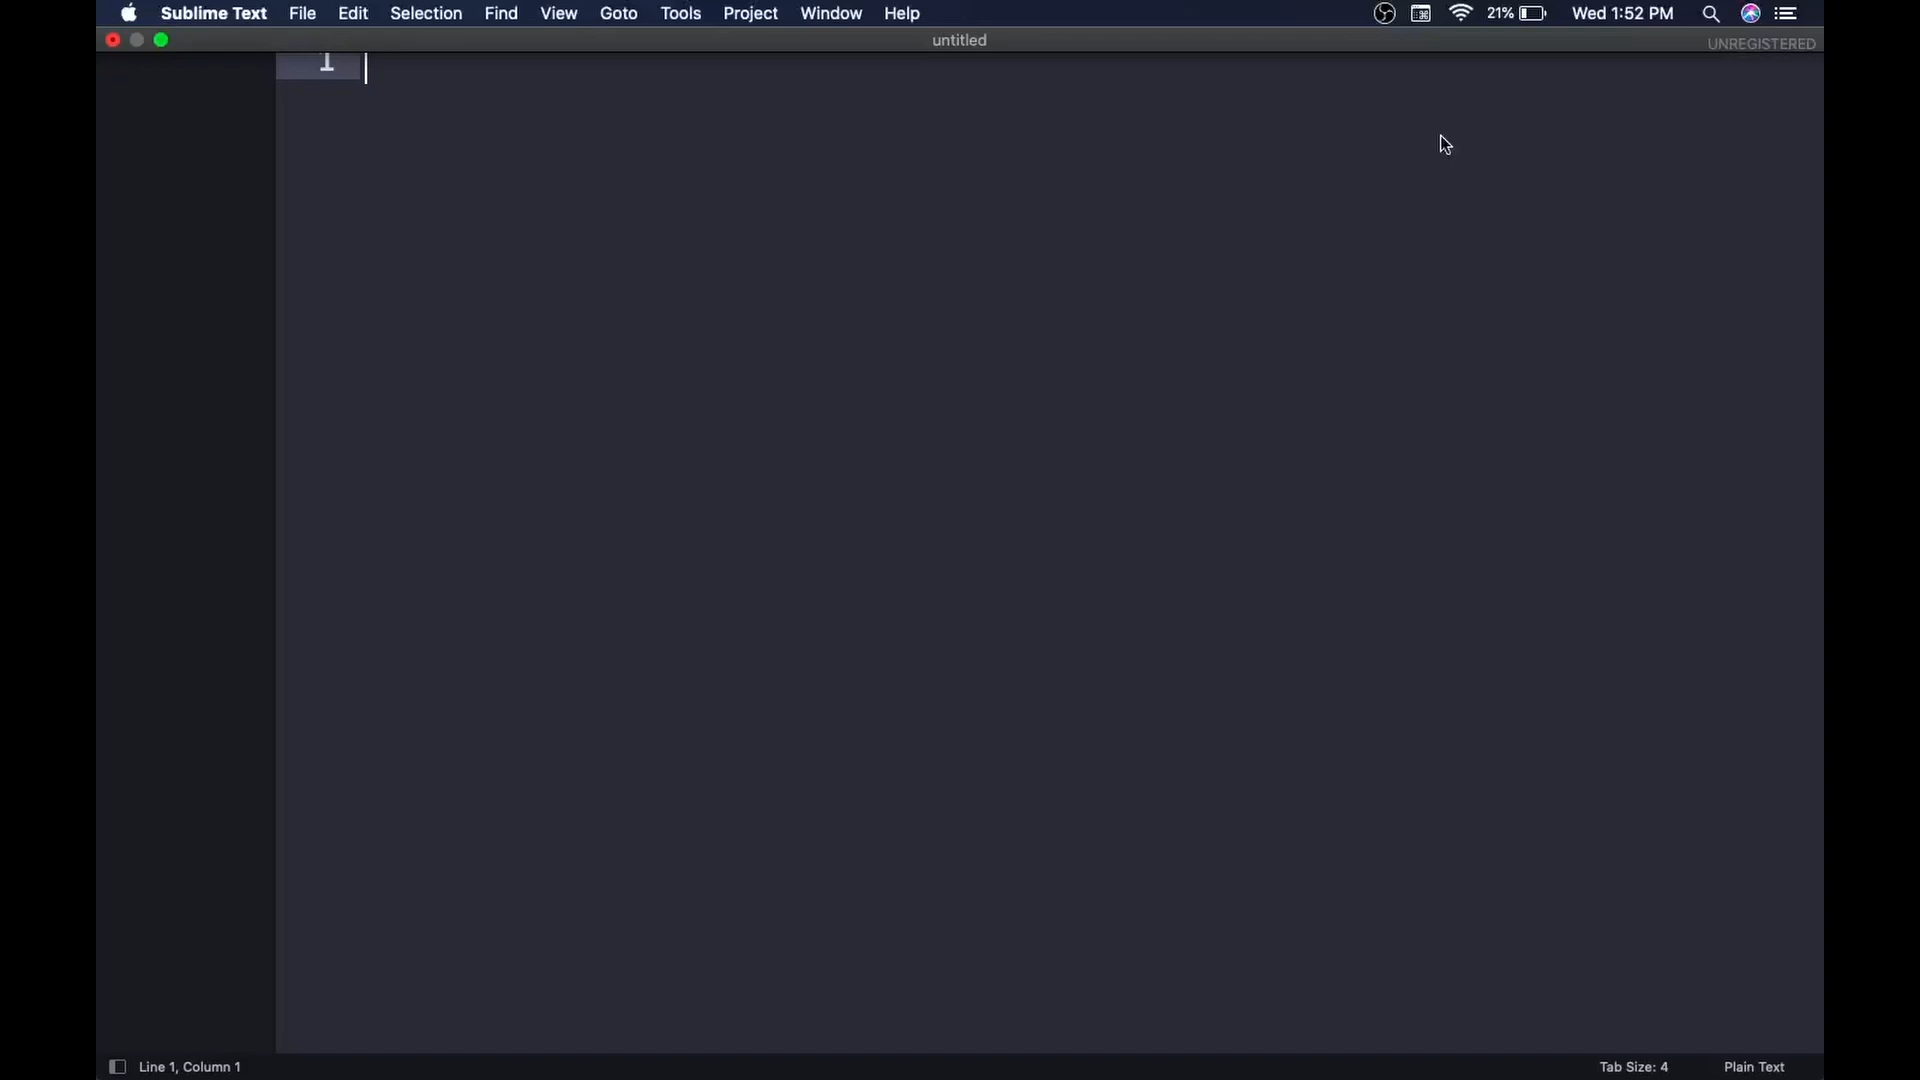 Sublime Text File Edit Selection Find View Goto Tools Project Window Help 21% Wed 1:52 PM
untitled
UNREGISTERED
1
Line 1, Column 1 Tab Size: 4 Plain Text